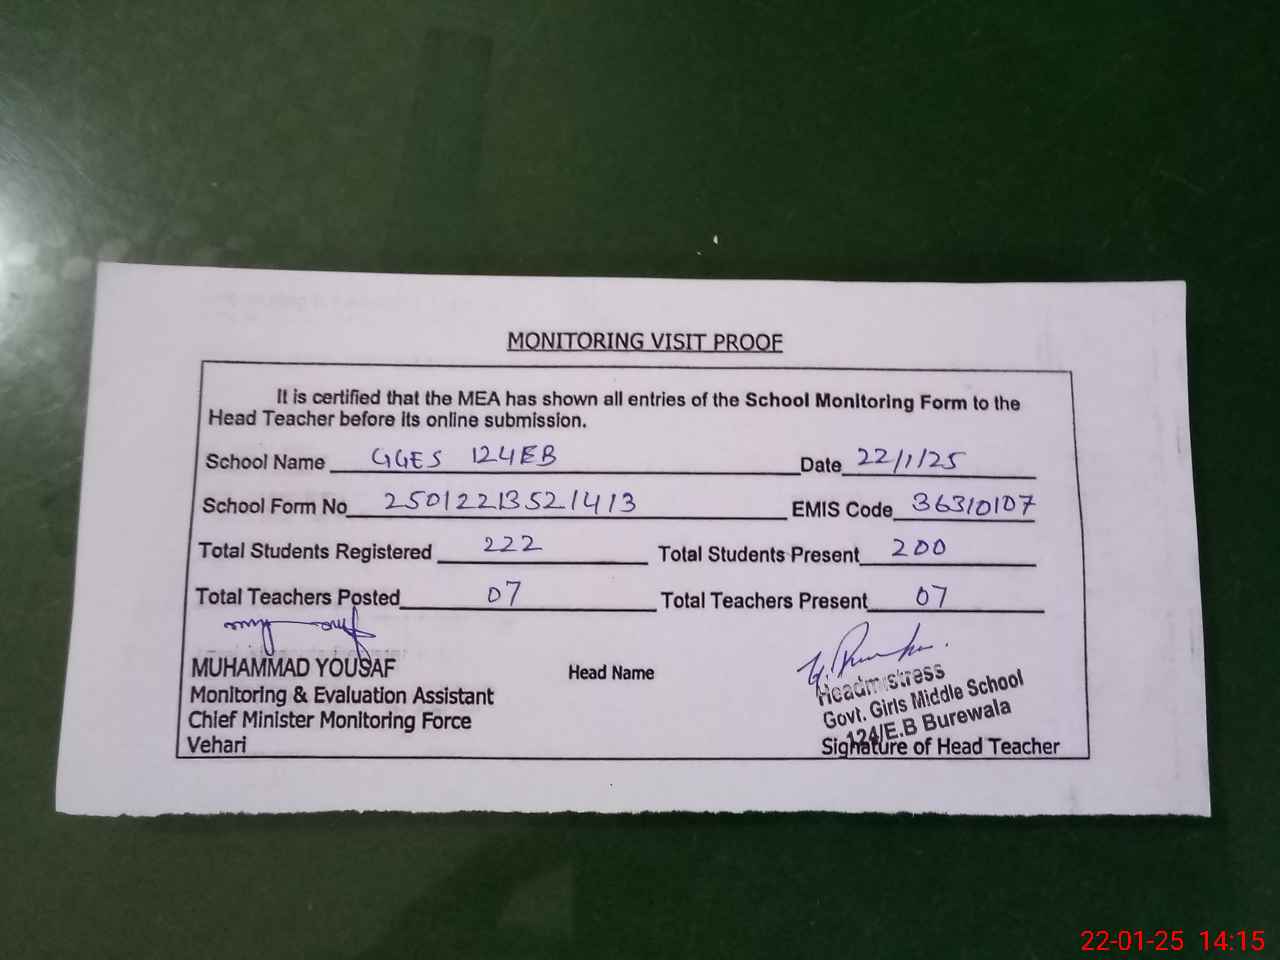 MONITORING VISIT PROOF
It is certified that the MEA has shown all entries of the School Monitoring Form to the
Head Teacher before its online submission.
School Name GGES 124EB Date 22/1/25
School Form No 25012213521413 EMIS Code 36310107
Total Students Registered 222 Total Students Present 200
Total Teachers Posted 07 Total Teachers Present 07
MUHAMMAD YOUSAF Head Name Headmistress
Monitoring & Evaluation Assistant Govt. Girls Middle School
Chief Minister Monitoring Force 124/E.B Burewala
Vehari Signature of Head Teacher
22-01-25 14:15